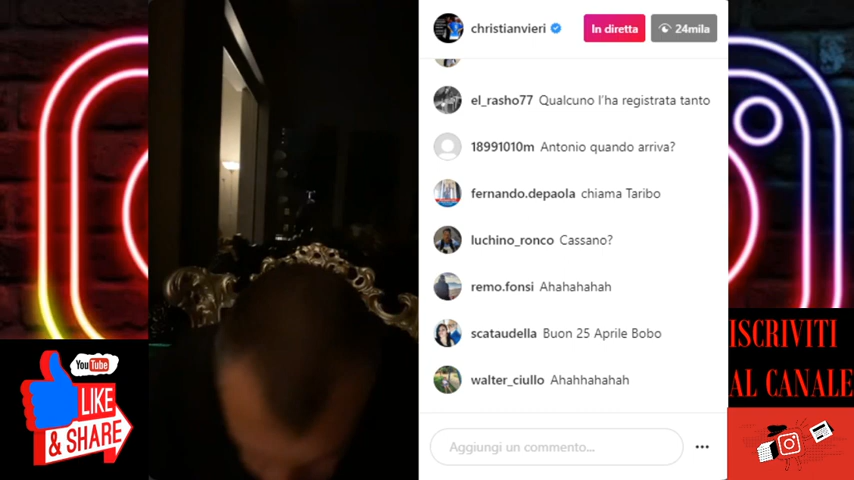 christianvieri
In diretta
24mila
el_rasho77 Qualcuno l'ha registrata tanto
18991010m Antonio quando arriva?
fernando.depaola chiama Taribo
luchino_ronco Cassano?
remo.fonsi Ahahahahah
scataudella Buon 25 Aprile Bobo
walter_ciullo Ahahhahahah
Aggiungi un commento...
YouTube
LIKE
& SHARE
ISCRIVITI
AL CANALE